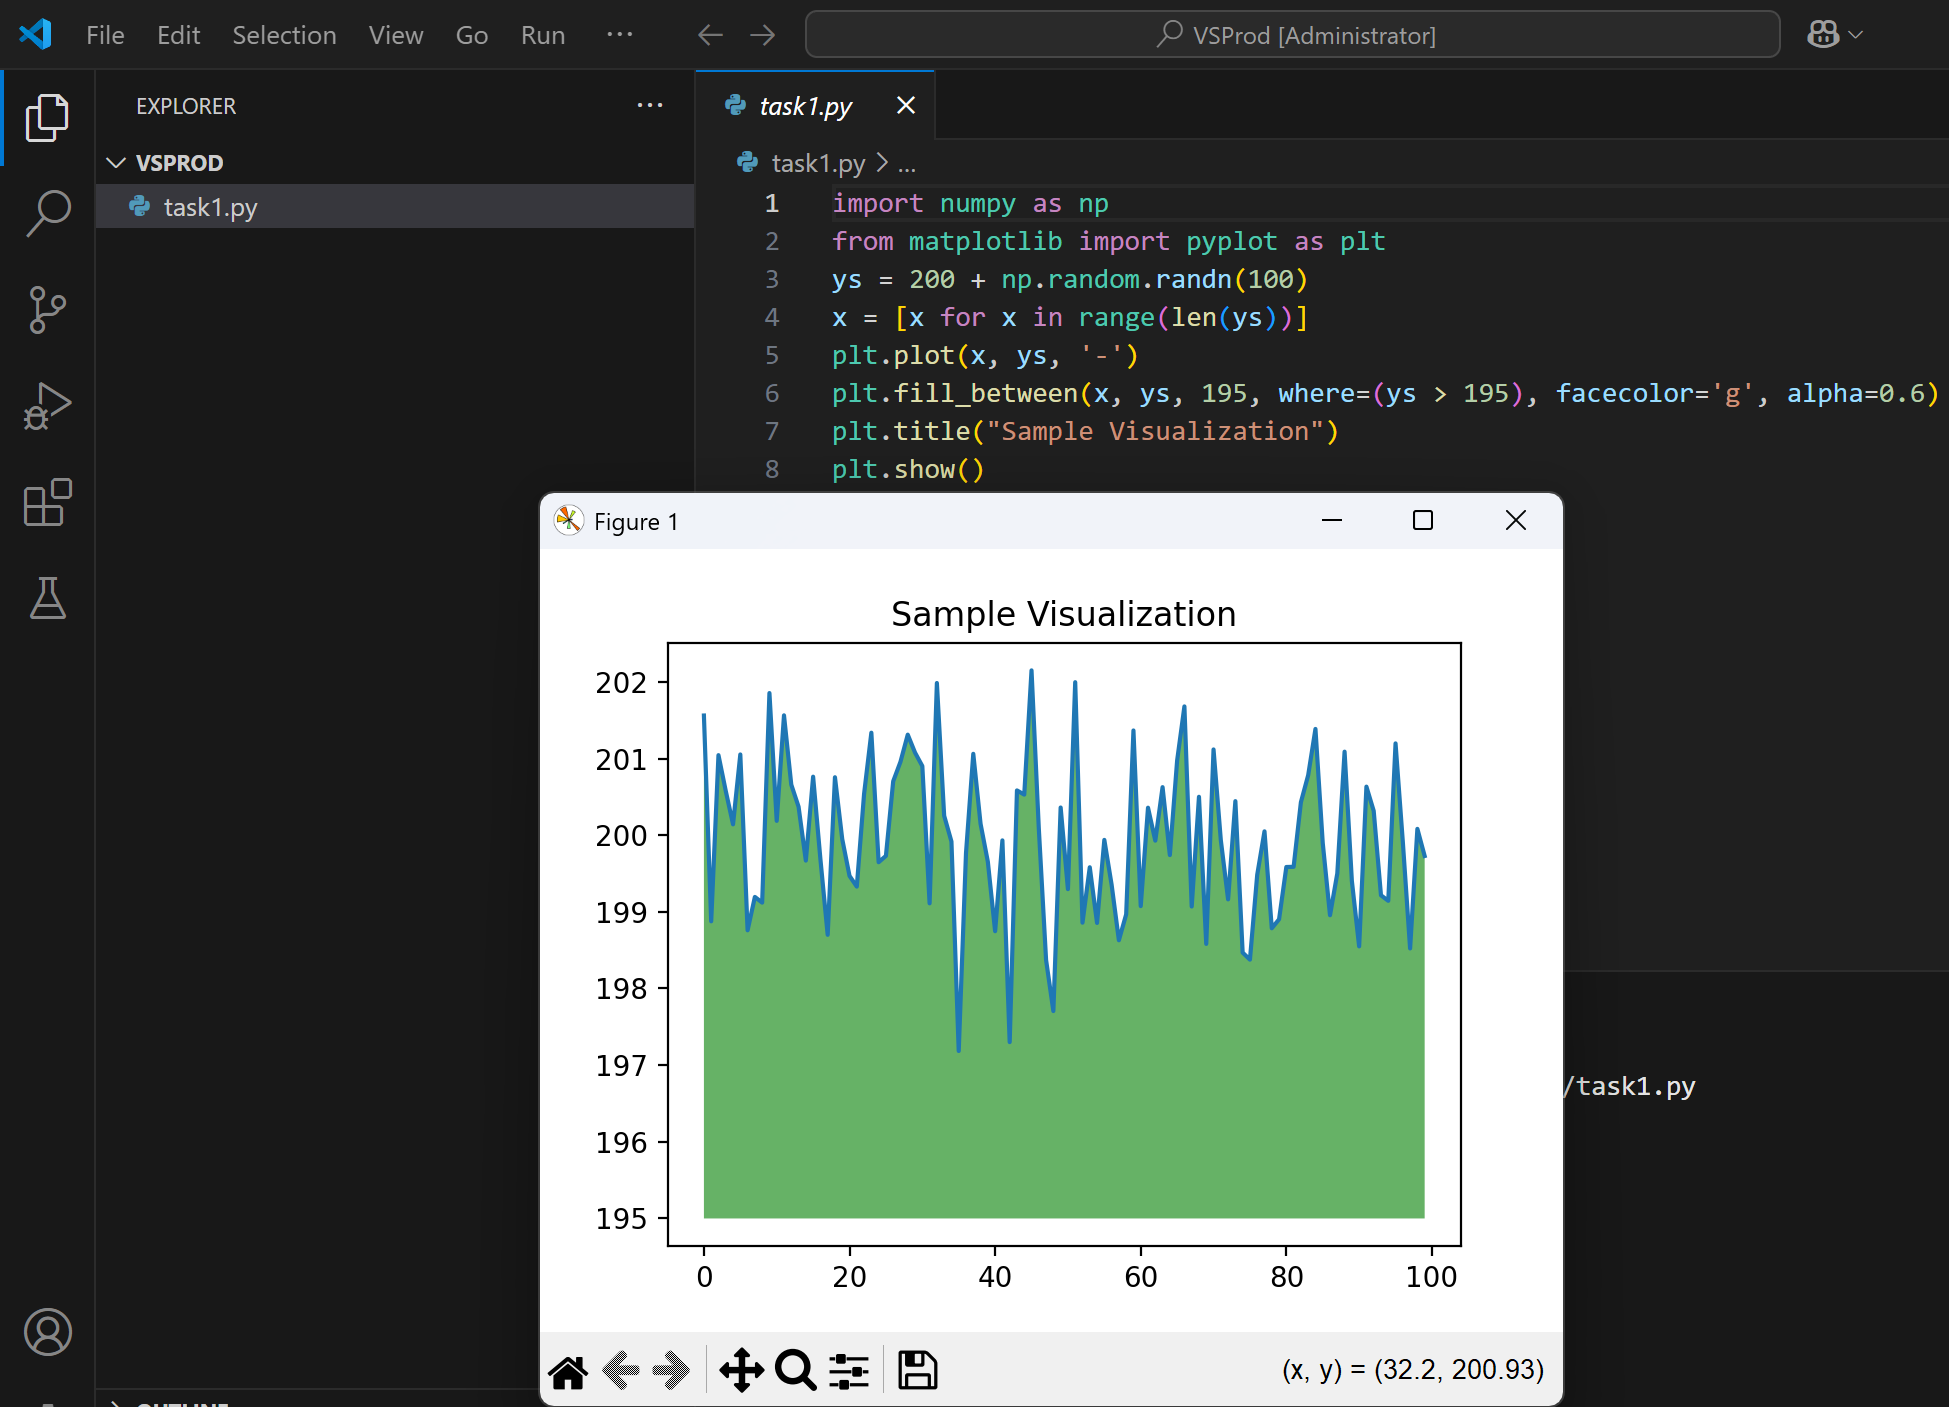 File Edit Selection View Go Run ...
VSProd [Administrator]
EXPLORER ...
VSPROD
task1.py
task1.py
task1.py > ...
1 import numpy as np
2 from matplotlib import pyplot as plt
3 ys = 200 + np.random.randn(100)
4 x = [x for x in range(len(ys))]
5 plt.plot(x, ys, '-')
6 plt.fill_between(x, ys, 195, where=(ys > 195), facecolor='g', alpha=0.6)
7 plt.title("Sample Visualization")
8 plt.show()
Figure 1
Sample Visualization
202
201
200
199
198
197
196
195
0 20 40 60 80 100
(x, y) = (32.2, 200.93)
/task1.py
OUTLINE